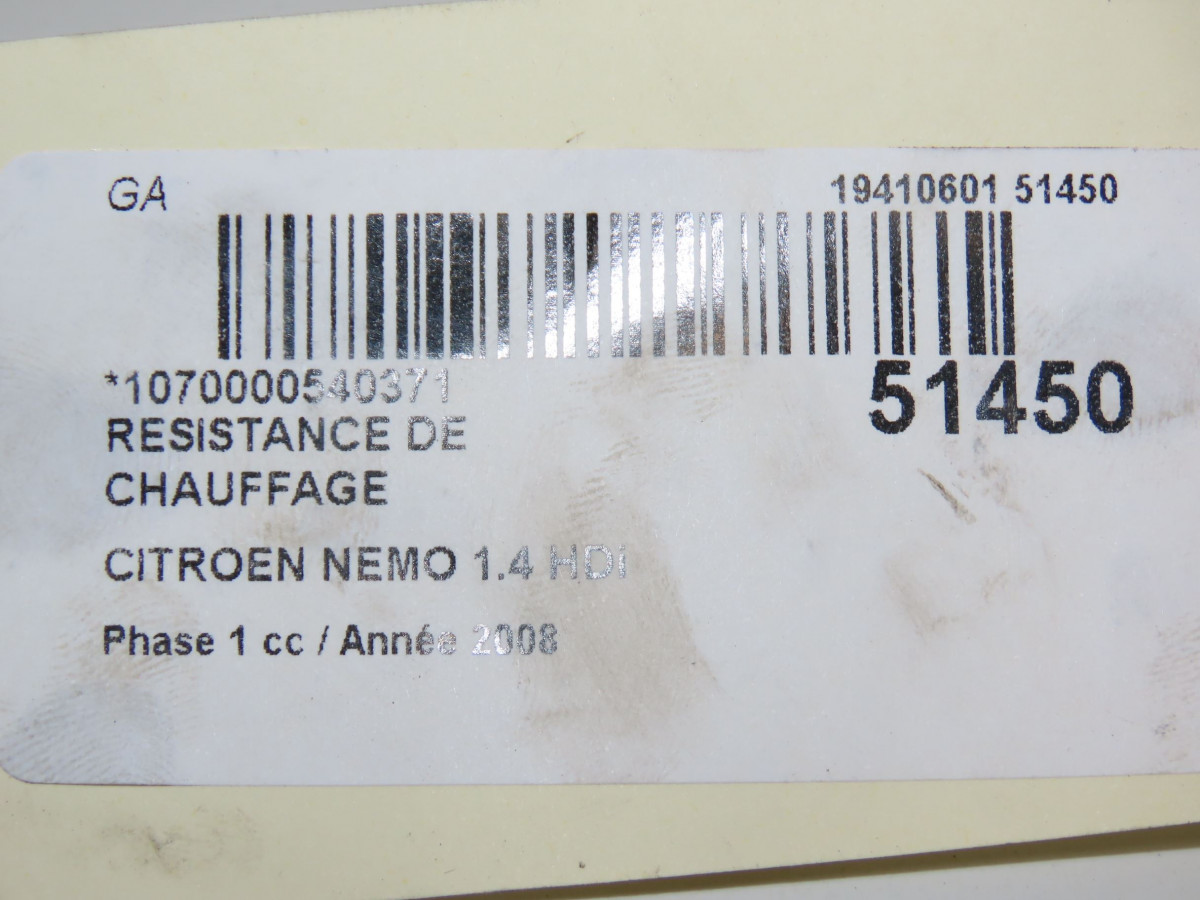 GA
19410601 51450
*1070000540371
51450
RESISTANCE DE
CHAUFFAGE
CITROEN NEMO 1.4 HDi
Phase 1 cc / Année 2008